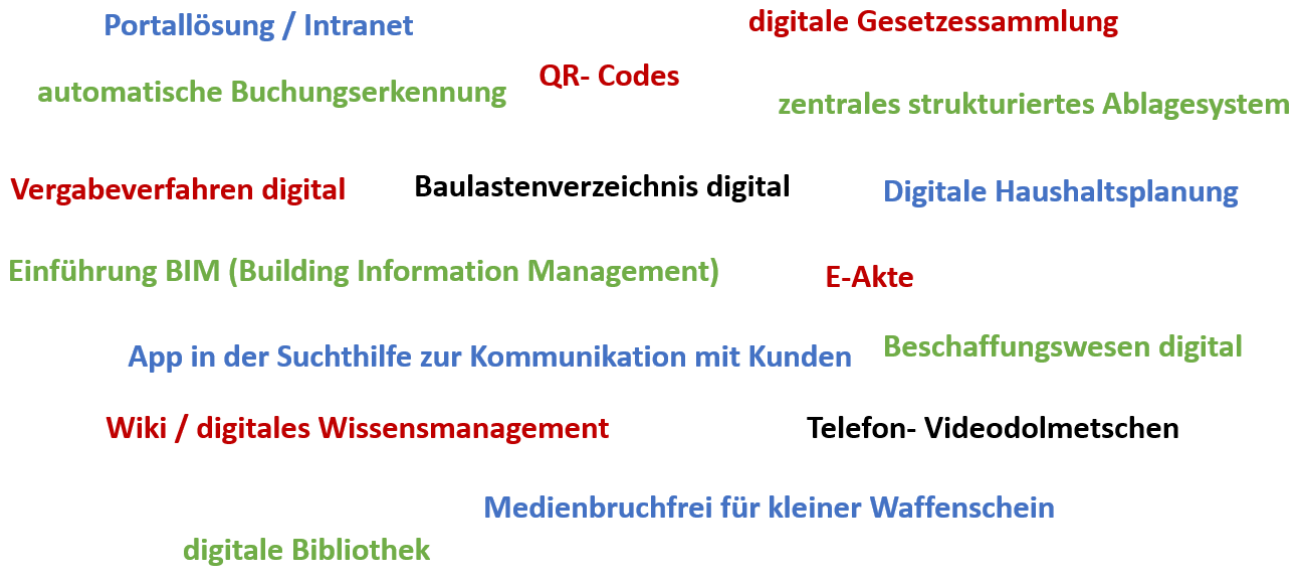 Portallösung / Intranet
digitale Gesetzessammlung
QR- Codes
automatische Buchungserkennung
zentrales strukturiertes Ablagesystem
Vergabeverfahren digital
Baulastenverzeichnis digital
Digitale Haushaltsplanung
Einführung BIM (Building Information Management)
E-Akte
App in der Suchthilfe zur Kommunikation mit Kunden
Beschaffungswesen digital
Wiki / digitales Wissensmanagement
Telefon- Videodolmetschen
Medienbruchfrei für kleiner Waffenschein
digitale Bibliothek